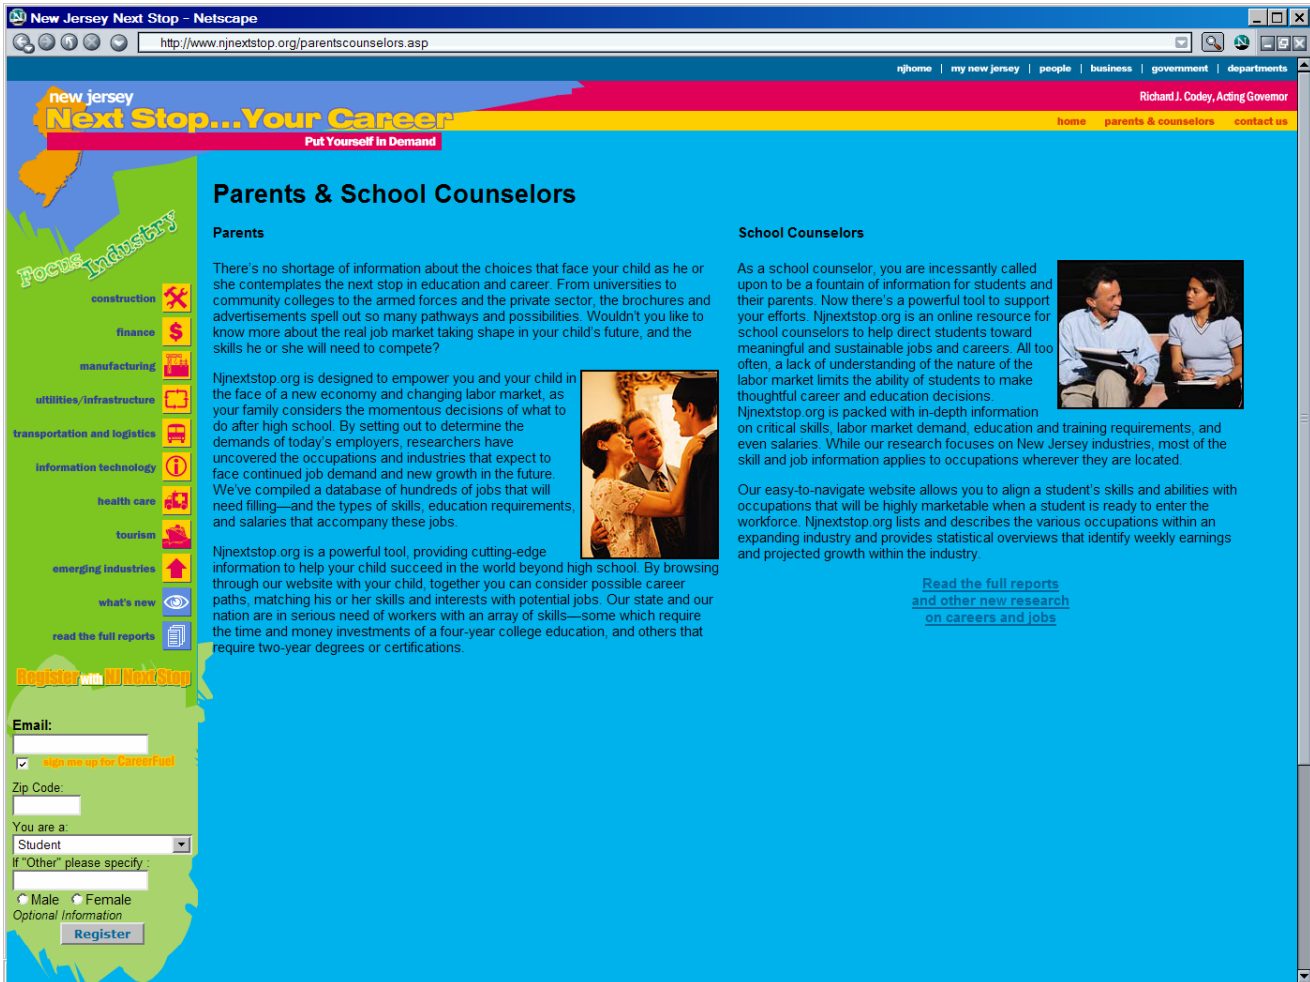 New Jersey Next Stop - Netscape
http://www.njnextstop.org/parentscounselors.asp
njhome | my new jersey | people | business | government | departments
new jersey
Richard J. Codey, Acting Governor
Next Stop...Your Career
home parents & counselors contact us
Put Yourself in Demand
Focus Industry
construction
finance
manufacturing
ultilities/infrastructure
transportation and logistics
information technology
health care
tourism
emerging industries
what's new
read the full reports
Register with NJ Next Stop
Email:
sign me up for CareerFuel
Zip Code:
You are a:
Student
If "Other" please specify :
Male Female
Optional Information
Register
Parents & School Counselors
Parents
There's no shortage of information about the choices that face your child as he or
she contemplates the next stop in education and career. From universities to
community colleges to the armed forces and the private sector, the brochures and
advertisements spell out so many pathways and possibilities. Wouldn't you like to
know more about the real job market taking shape in your child's future, and the
skills he or she will need to compete?
Njnextstop.org is designed to empower you and your child in
the face of a new economy and changing labor market, as
your family considers the momentous decisions of what to
do after high school. By setting out to determine the
demands of today's employers, researchers have
uncovered the occupations and industries that expect to
face continued job demand and new growth in the future.
We've compiled a database of hundreds of jobs that will
need filling—and the types of skills, education requirements,
and salaries that accompany these jobs.
Njnextstop.org is a powerful tool, providing cutting-edge
information to help your child succeed in the world beyond high school. By browsing
through our website with your child, together you can consider possible career
paths, matching his or her skills and interests with potential jobs. Our state and our
nation are in serious need of workers with an array of skills—some which require
the time and money investments of a four-year college education, and others that
require two-year degrees or certifications.
School Counselors
As a school counselor, you are incessantly called
upon to be a fountain of information for students and
their parents. Now there's a powerful tool to support
your efforts. Njnextstop.org is an online resource for
school counselors to help direct students toward
meaningful and sustainable jobs and careers. All too
often, a lack of understanding of the nature of the
labor market limits the ability of students to make
thoughtful career and education decisions.
Njnextstop.org is packed with in-depth information
on critical skills, labor market demand, education and training requirements, and
even salaries. While our research focuses on New Jersey industries, most of the
skill and job information applies to occupations wherever they are located.
Our easy-to-navigate website allows you to align a student's skills and abilities with
occupations that will be highly marketable when a student is ready to enter the
workforce. Njnextstop.org lists and describes the various occupations within an
expanding industry and provides statistical overviews that identify weekly earnings
and projected growth within the industry.
Read the full reports
and other new research
on careers and jobs